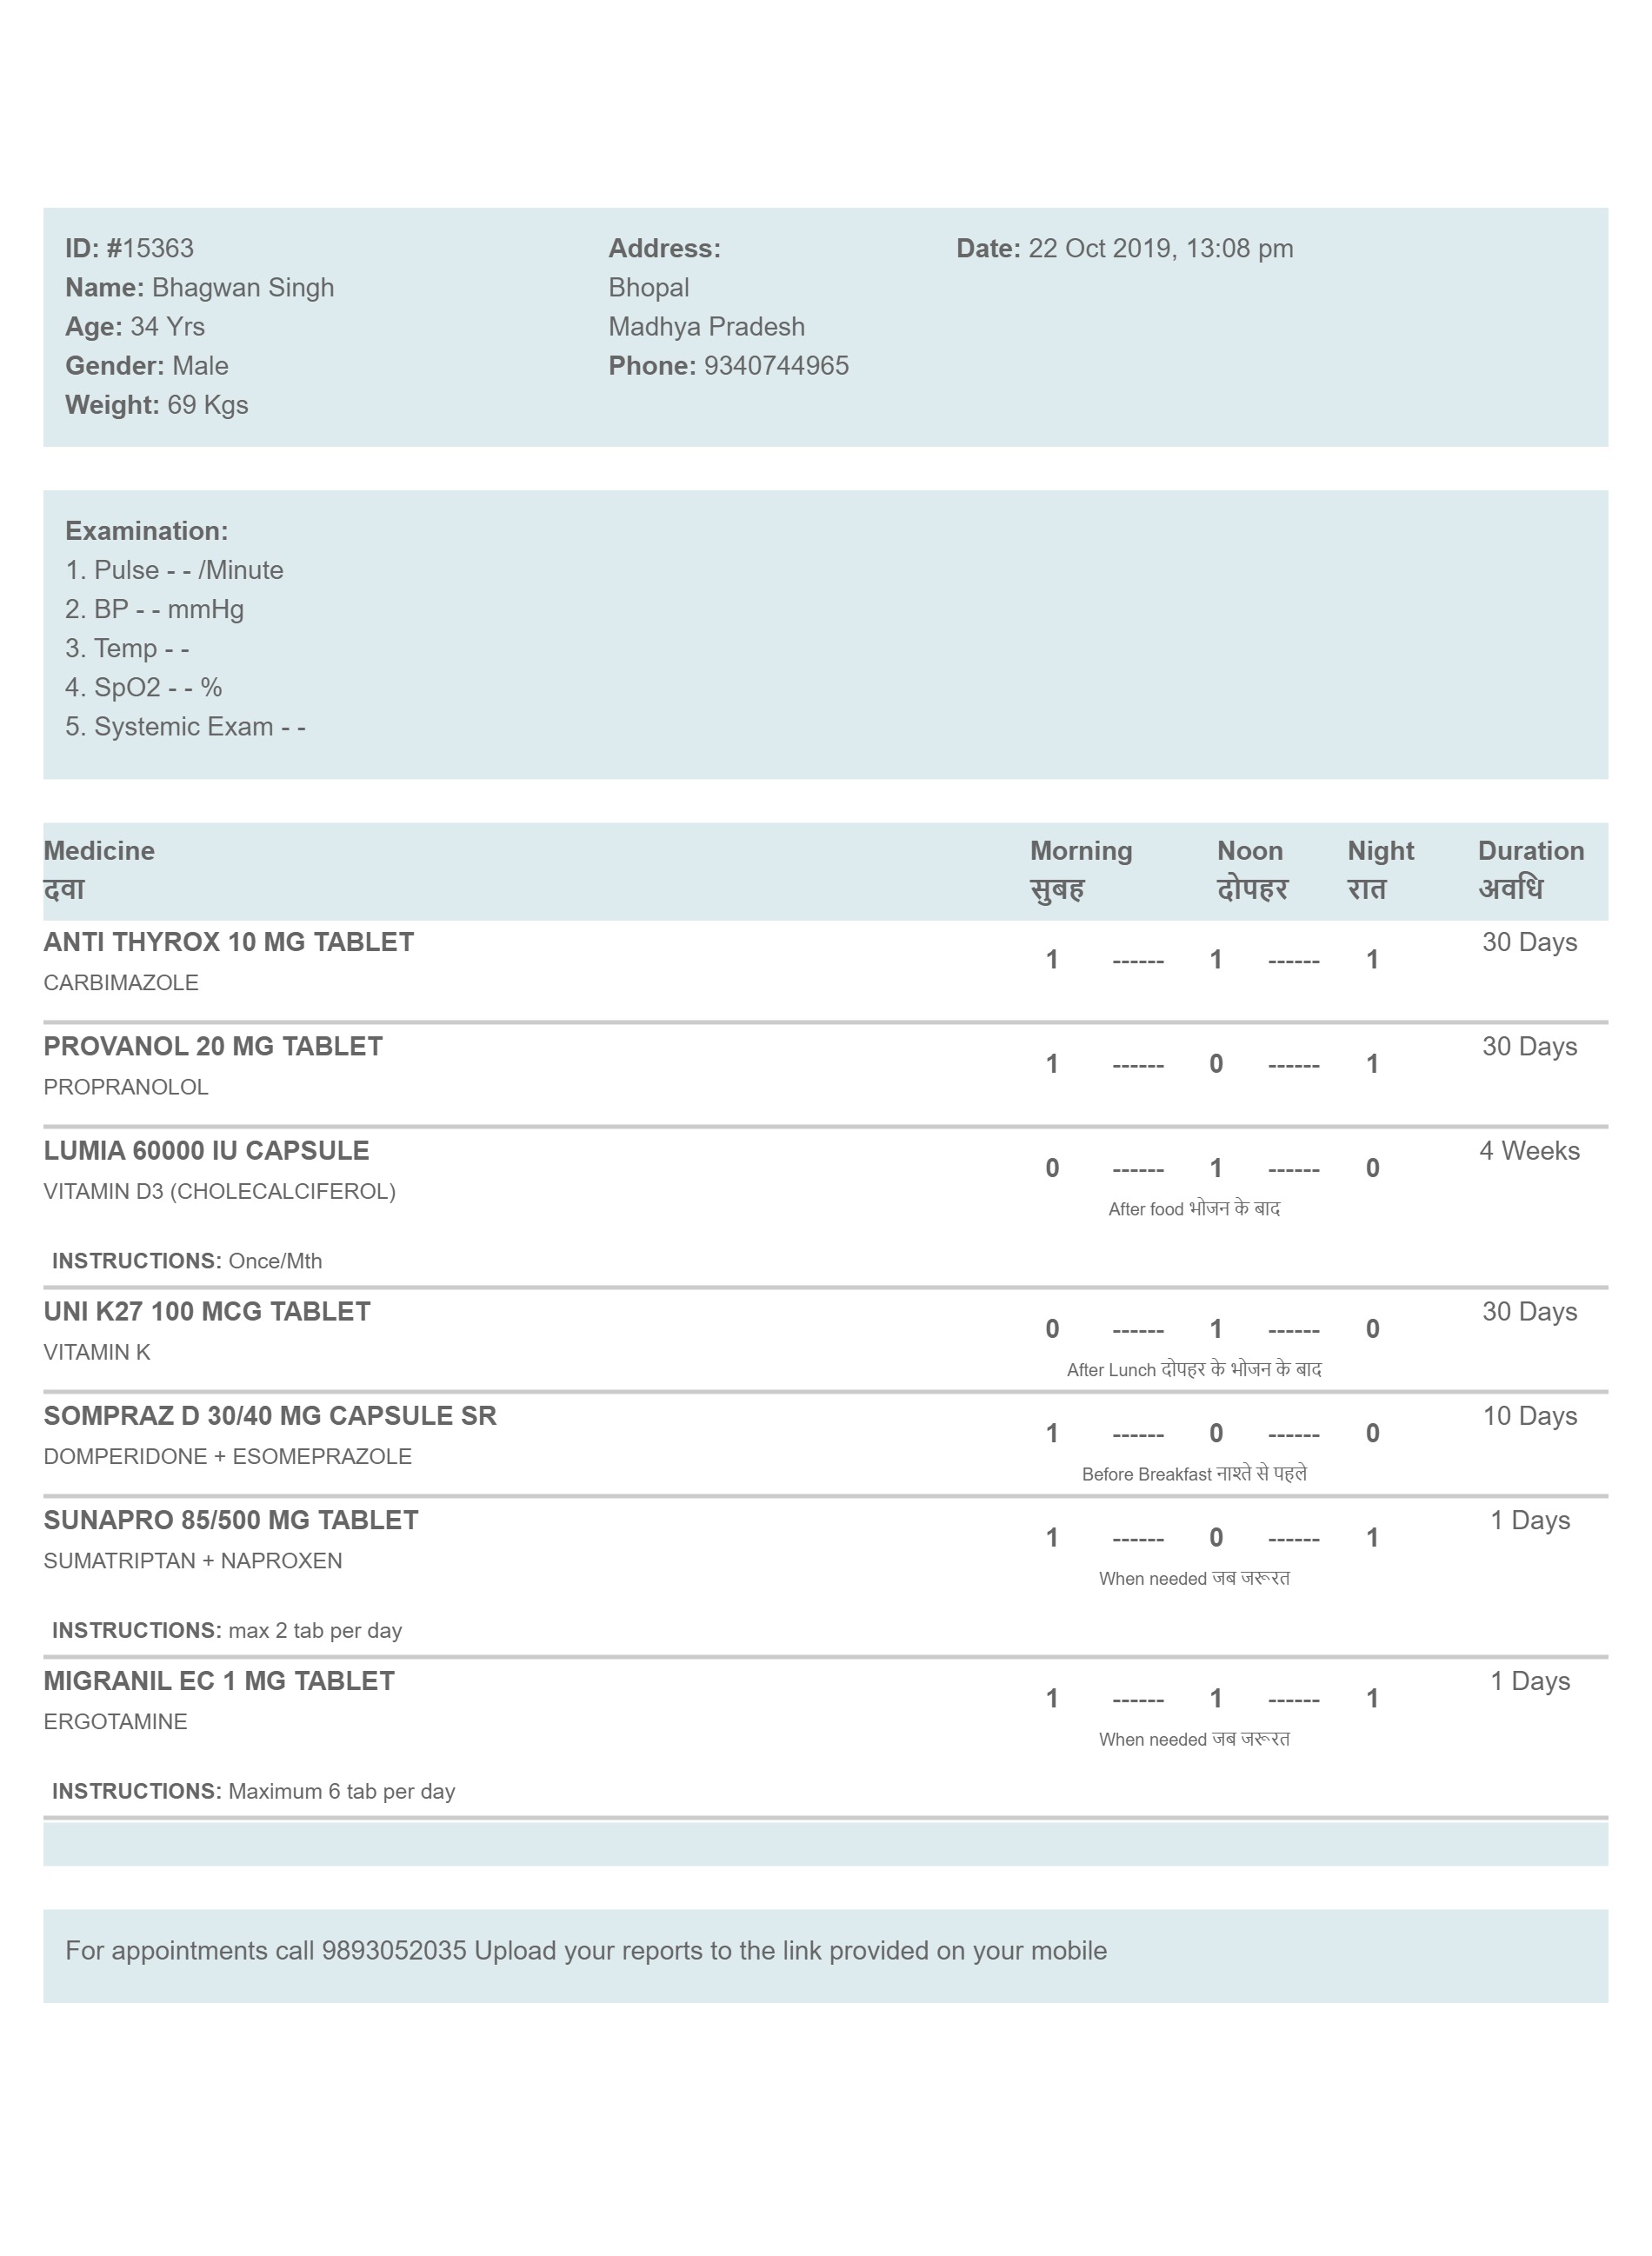 ID: #15363 Address: Date: 22 Oct 2019, 13:08 pm
Name: Bhagwan Singh Bhopal
Age: 34 Yrs Madhya Pradesh
Gender: Male Phone: 9340744965
Weight: 69 Kgs
Examination:
1. Pulse - - /Minute
2. BP - - mmHg
3. Temp - -
4. SpO2 - - %
5. Systemic Exam - -
Medicine Morning Noon Night Duration
दवा सुबह दोपहर रात अवधि
ANTI THYROX 10 MG TABLET 30 Days
1 ------ 1 ------ 1
CARBIMAZOLE
PROVANOL 20 MG TABLET 30 Days
1 ------ 0 ------ 1
PROPRANOLOL
LUMIA 60000 IU CAPSULE 4 Weeks
0 ------ 1 ------ 0
VITAMIN D3 (CHOLECALCIFEROL)
After food भोजन के बाद
INSTRUCTIONS: Once/Mth
UNI K27 100 MCG TABLET 30 Days
0 ------ 1 ------ 0
VITAMIN K
After Lunch दोपहर के भोजन के बाद
SOMPRAZ D 30/40 MG CAPSULE SR 10 Days
1 ------ 0 ------ 0
DOMPERIDONE + ESOMEPRAZOLE
Before Breakfast नाश्ते से पहले
SUNAPRO 85/500 MG TABLET 1 Days
1 ------ 0 ------ 1
SUMATRIPTAN + NAPROXEN
When needed जब जरूरत
INSTRUCTIONS: max 2 tab per day
MIGRANIL EC 1 MG TABLET 1 Days
1 ------ 1 ------ 1
ERGOTAMINE
When needed जब जरूरत
INSTRUCTIONS: Maximum 6 tab per day
For appointments call 9893052035 Upload your reports to the link provided on your mobile